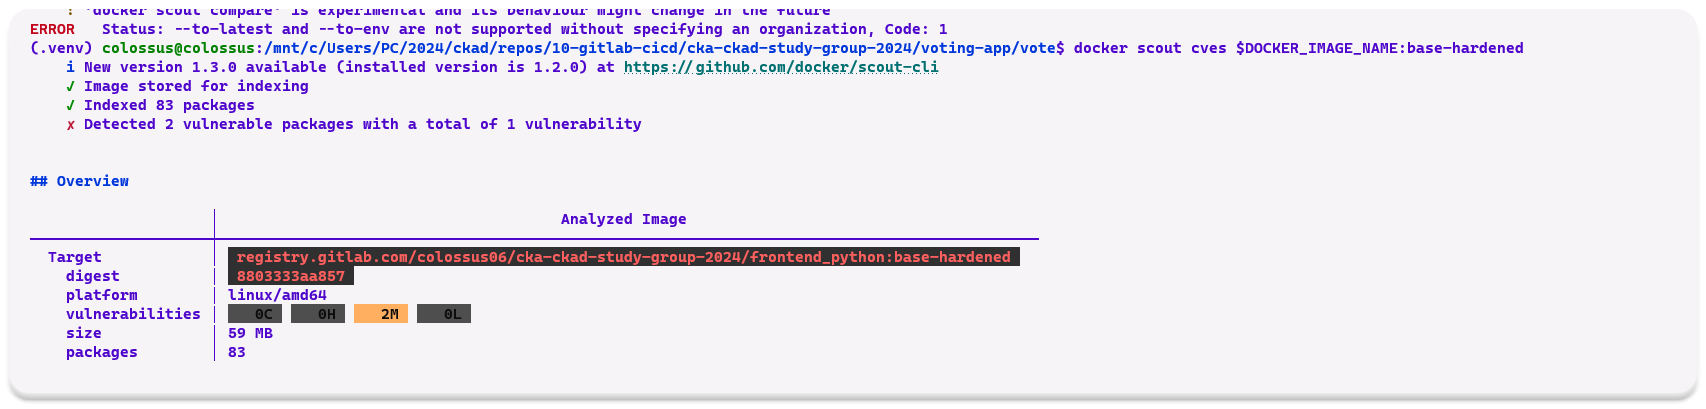 ! `docker scout compare` is experimental and its behaviour might change in the future
ERROR   Status: --to-latest and --to-env are not supported without specifying an organization, Code: 1
(.venv) colossus@colossus:/mnt/c/Users/PC/2024/ckad/repos/10-gitlab-cicd/cka-ckad-study-group-2024/voting-app/vote$ docker scout cves $DOCKER_IMAGE_NAME:base-hardened
i New version 1.3.0 available (installed version is 1.2.0) at https://github.com/docker/scout-cli
✓ Image stored for indexing
✓ Indexed 83 packages
✗ Detected 2 vulnerable packages with a total of 1 vulnerability
## Overview
Analyzed Image
Target registry.gitlab.com/colossus06/cka-ckad-study-group-2024/frontend_python:base-hardened
digest 8803333aa857
platform linux/amd64
vulnerabilities 0C 0H 2M 0L
size 59 MB
packages 83